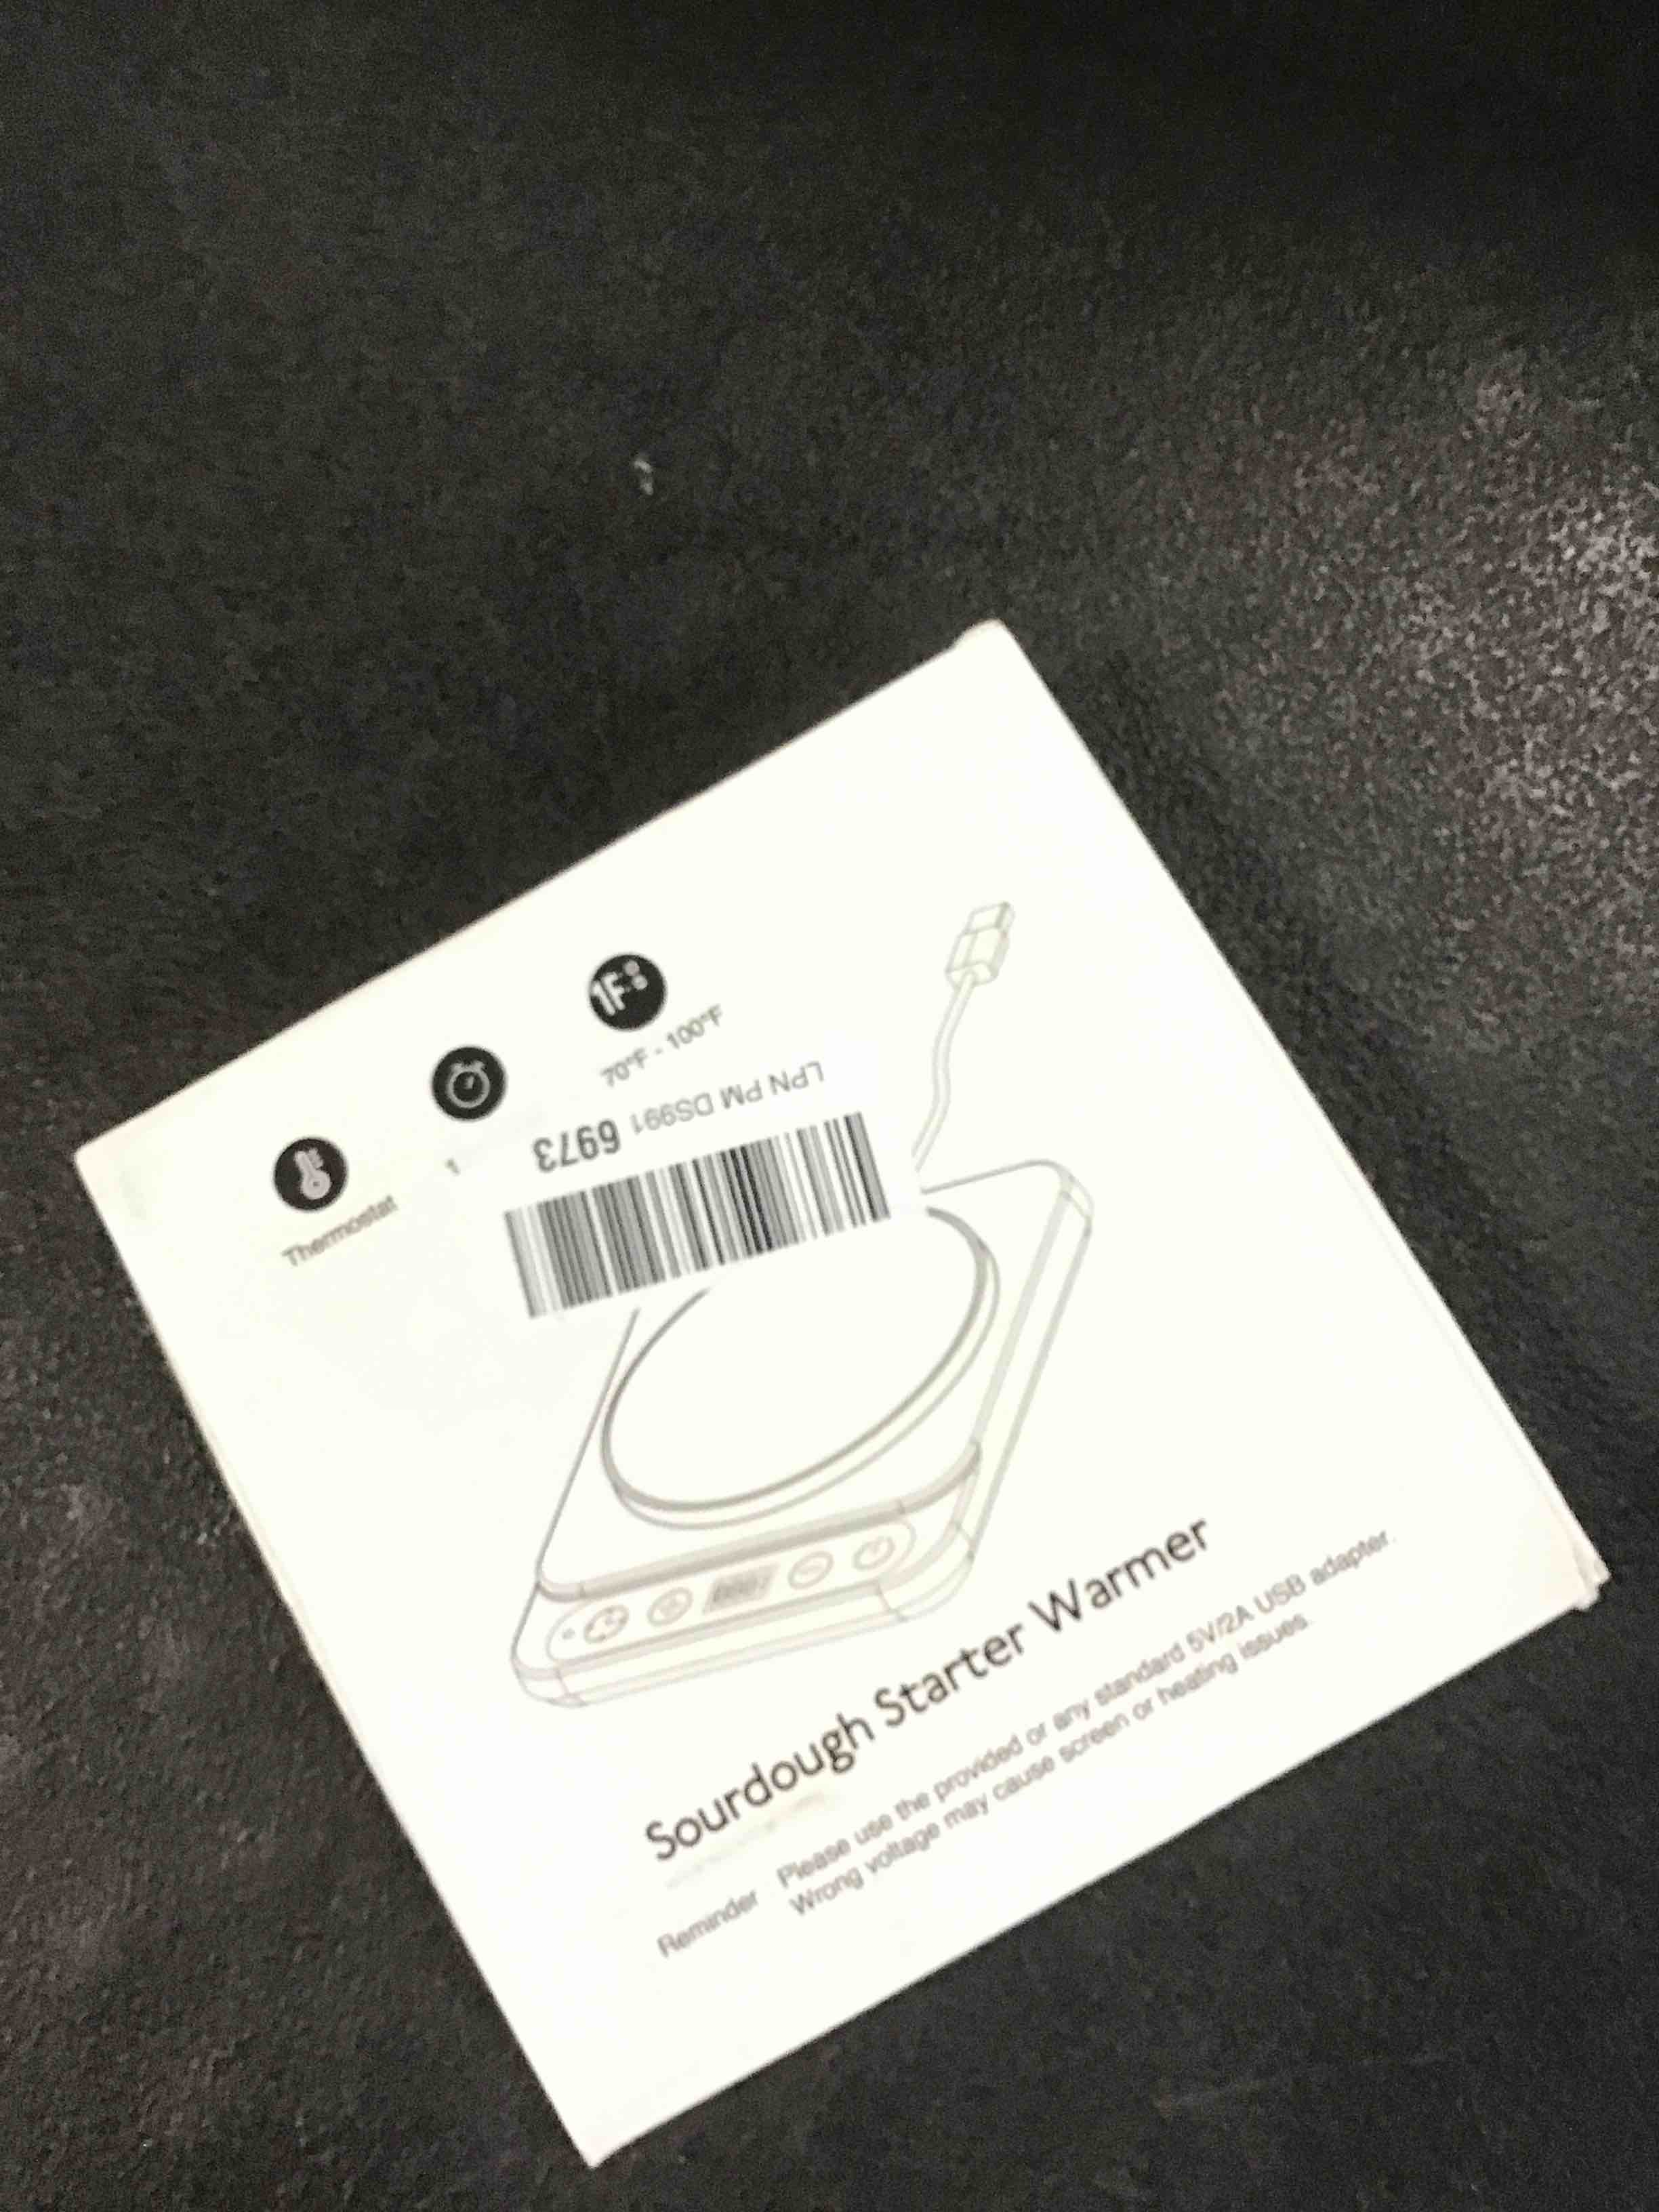 1F°
70°F - 100°F
Thermostat
1
LPN PM DS991 6973
Sourdough Starter Warmer
Reminder Please use the provided or any standard 5V/2A USB adapter.
Wrong voltage may cause screen or heating issues.